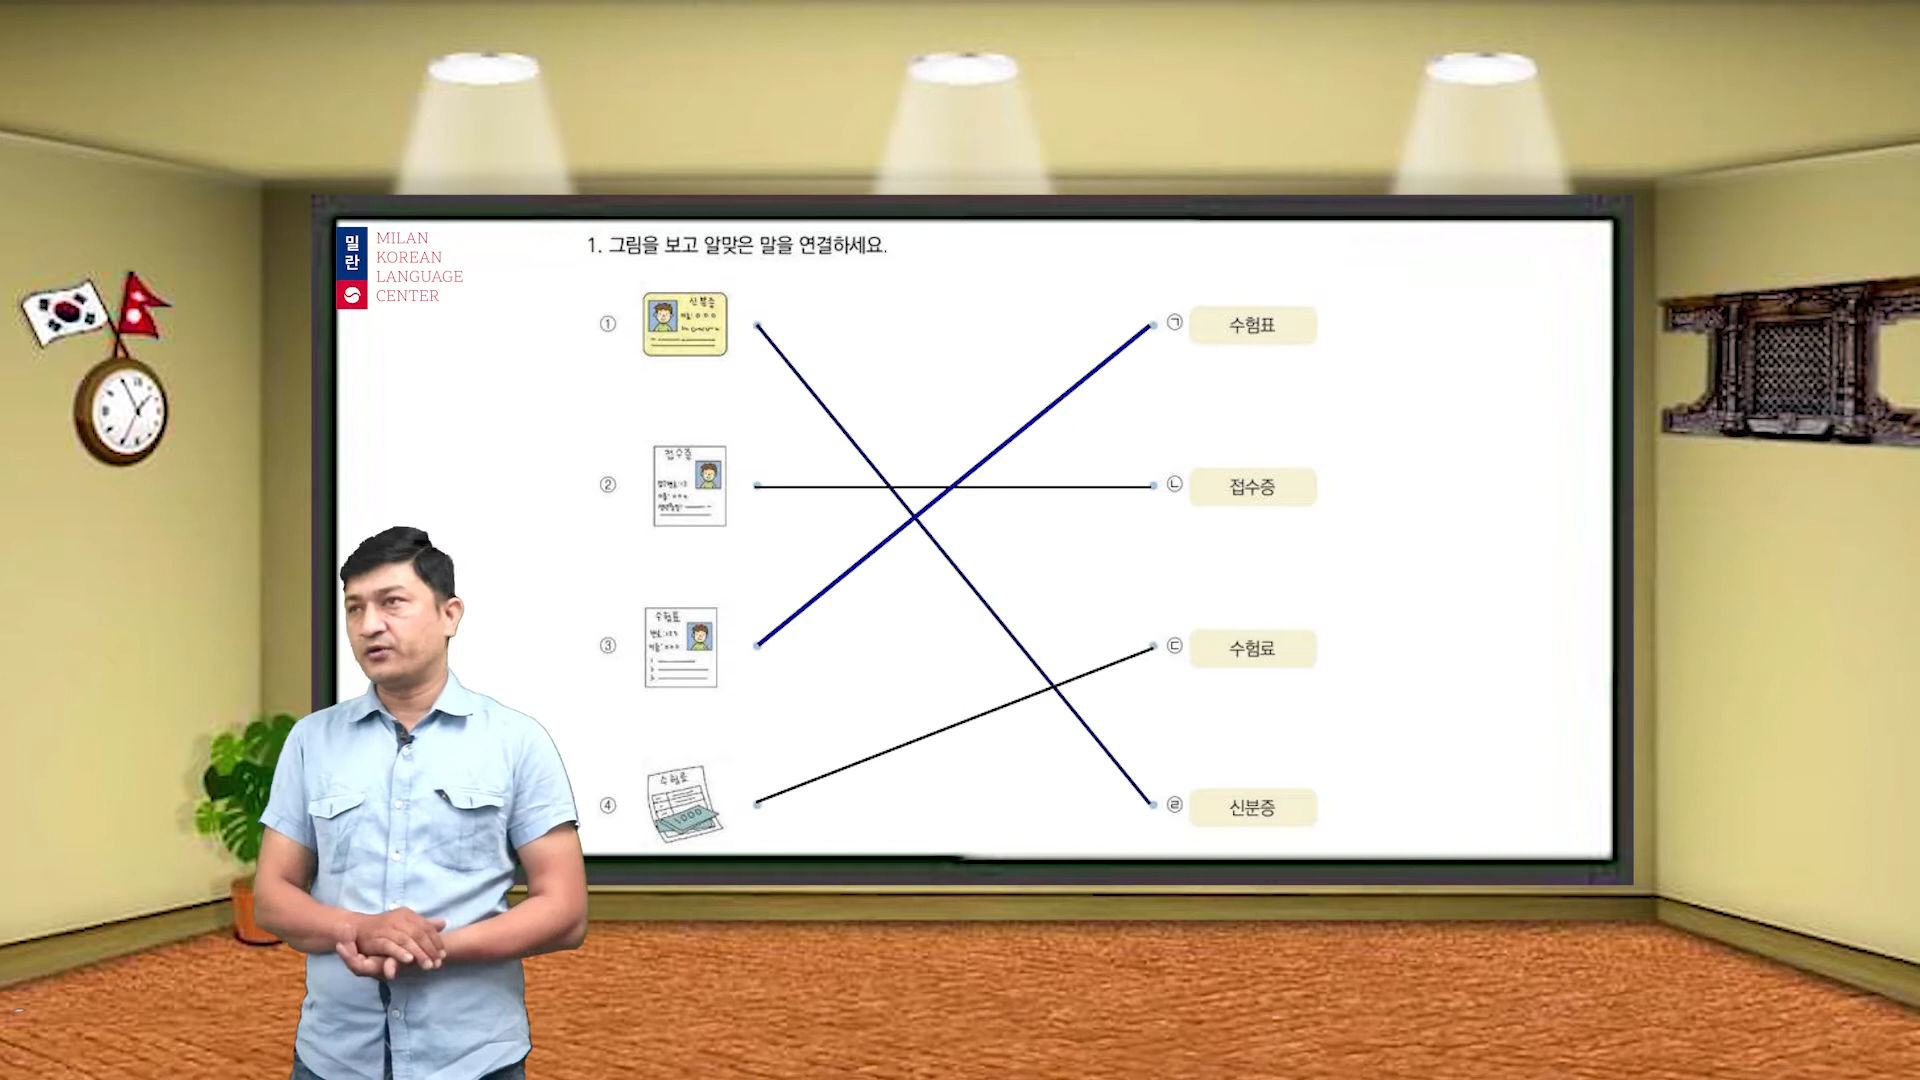 밀란
MILAN
KOREAN
LANGUAGE
CENTER
1. 그림을 보고 알맞은 말을 연결하세요.
① 신분증
㉠ 수험표
② 접수증
㉡ 접수증
③ 수험표
㉢ 수험료
④ 수험료
1000
㉣ 신분증